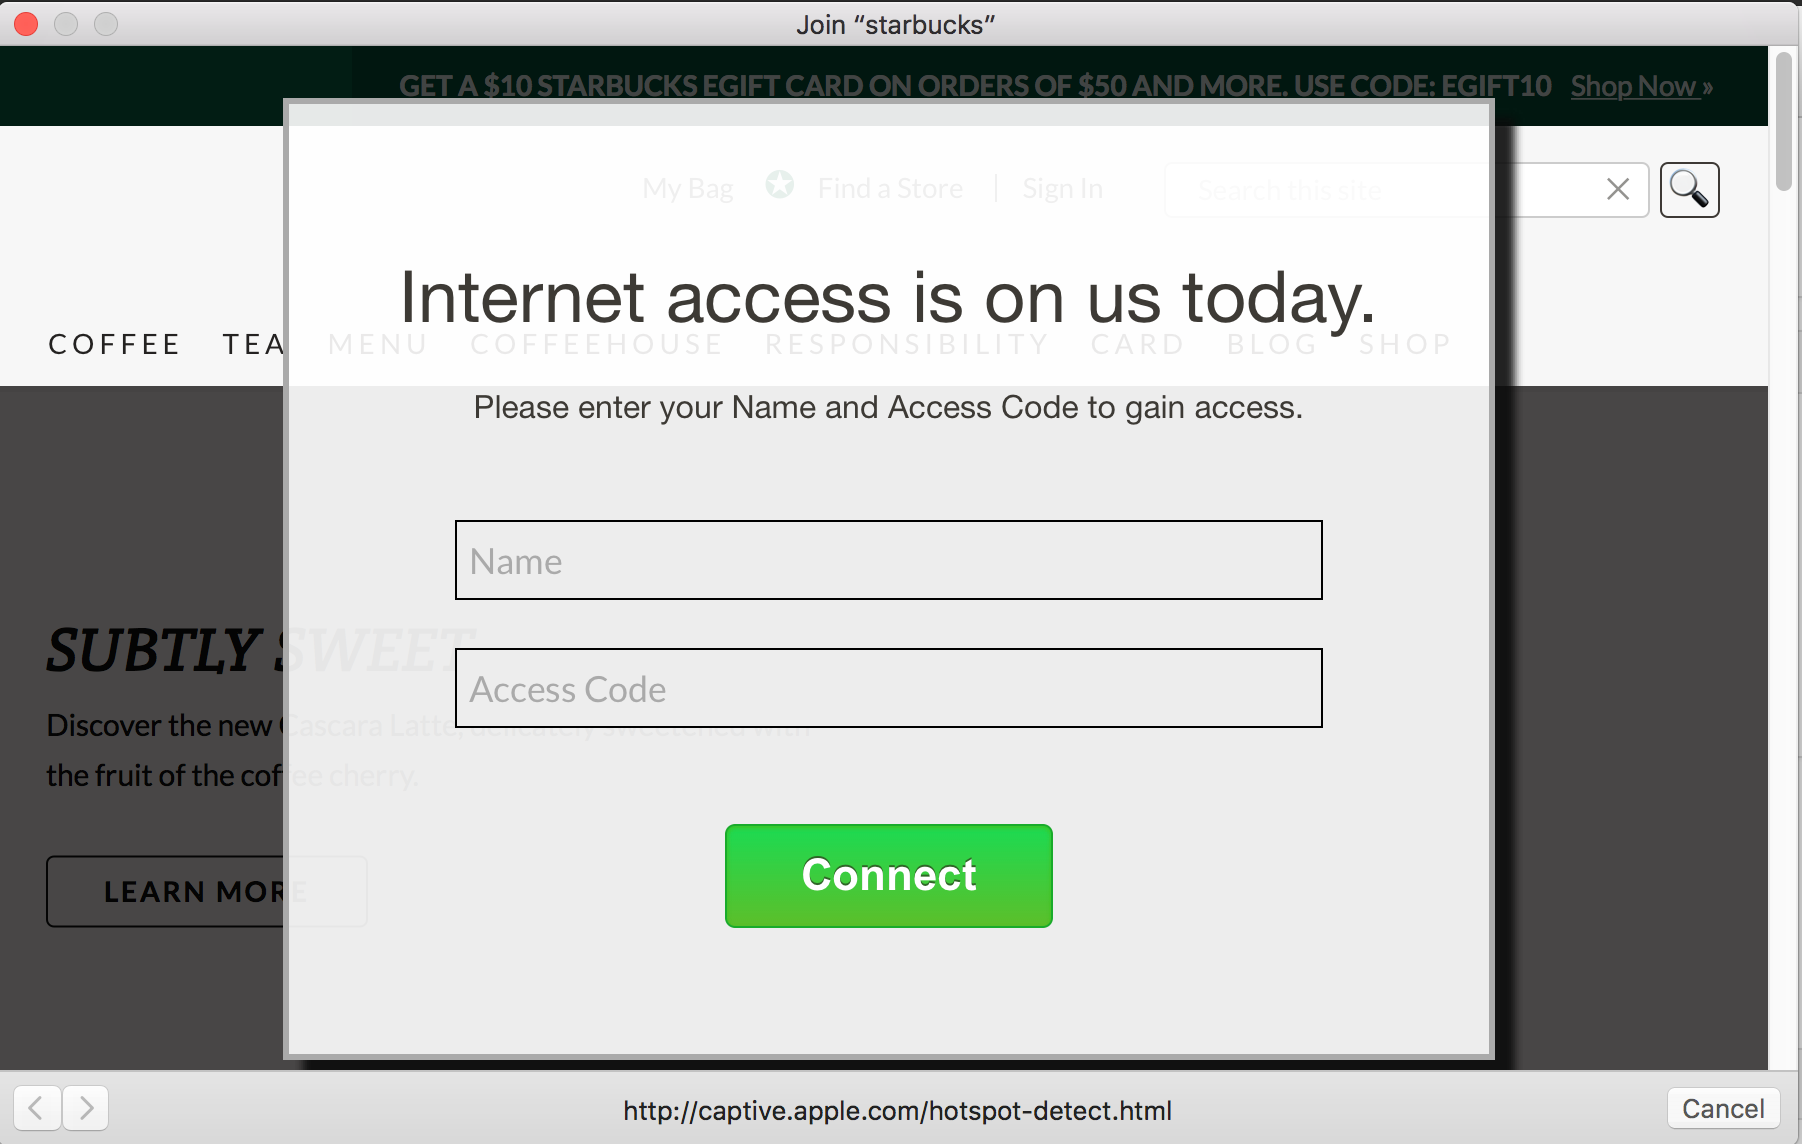 Join “starbucks”
GET A $10 STARBUCKS EGIFT CARD ON ORDERS OF $50 AND MORE. USE CODE: EGIFT10 Shop Now »
My Bag Find a Store | Sign In Search this site
Internet access is on us today.
COFFEE TEA MENU COFFEEHOUSE RESPONSIBILITY CARD BLOG SHOP
Please enter your Name and Access Code to gain access.
Name
SUBTLY SWEET
Access Code
Discover the new Cascara Latte, delicately sweetened with
the fruit of the coffee cherry.
LEARN MORE
Connect
http://captive.apple.com/hotspot-detect.html
Cancel